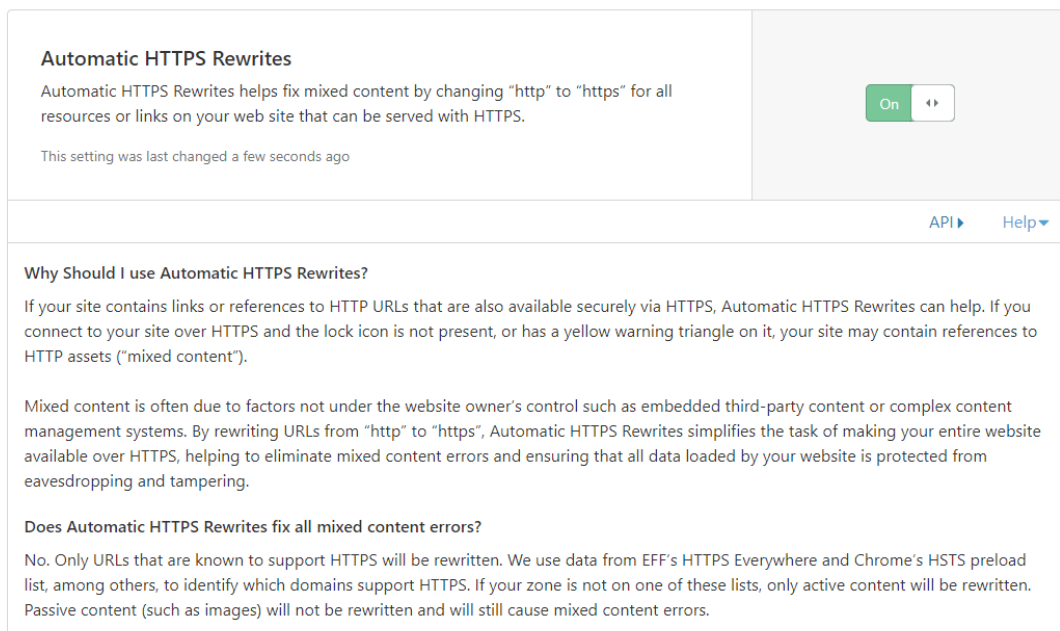 Automatic HTTPS Rewrites
Automatic HTTPS Rewrites helps fix mixed content by changing “http” to “https” for all
resources or links on your web site that can be served with HTTPS.
This setting was last changed a few seconds ago
On
API
Help
Why Should I use Automatic HTTPS Rewrites?
If your site contains links or references to HTTP URLs that are also available securely via HTTPS, Automatic HTTPS Rewrites can help. If you
connect to your site over HTTPS and the lock icon is not present, or has a yellow warning triangle on it, your site may contain references to
HTTP assets (“mixed content”).
Mixed content is often due to factors not under the website owner’s control such as embedded third-party content or complex content
management systems. By rewriting URLs from “http” to “https”, Automatic HTTPS Rewrites simplifies the task of making your entire website
available over HTTPS, helping to eliminate mixed content errors and ensuring that all data loaded by your website is protected from
eavesdropping and tampering.
Does Automatic HTTPS Rewrites fix all mixed content errors?
No. Only URLs that are known to support HTTPS will be rewritten. We use data from EFF’s HTTPS Everywhere and Chrome’s HSTS preload
list, among others, to identify which domains support HTTPS. If your zone is not on one of these lists, only active content will be rewritten.
Passive content (such as images) will not be rewritten and will still cause mixed content errors.